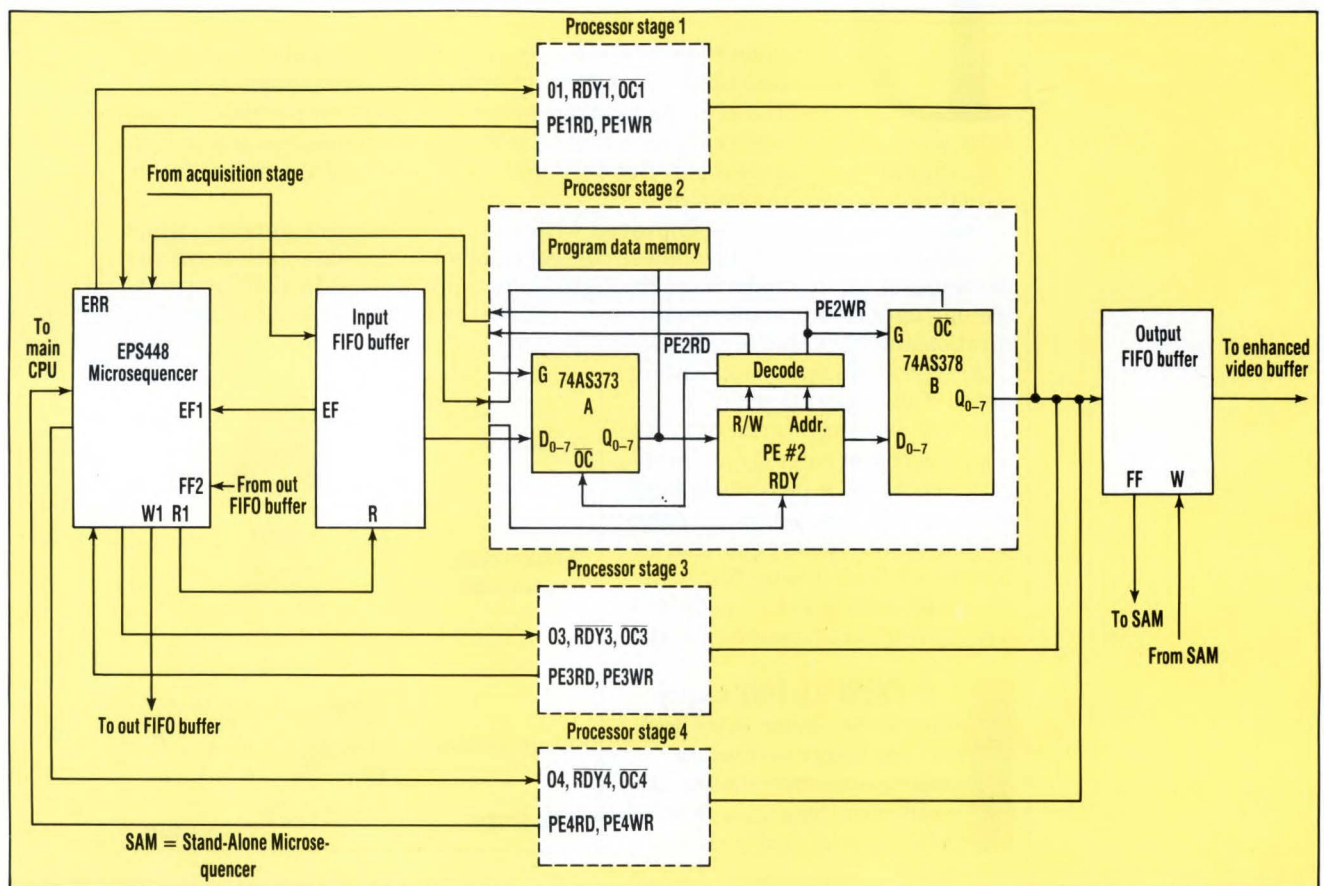 Processor stage 1
01, RDY1, OC1
PE1RD, PE1WR
From acquisition stage
Processor stage 2
Program data memory
ERR
To
main
CPU
EPS448
Microsequencer
EF1
FF2
From out
FIFO buffer
W1 R1
Input
FIFO buffer
EF
R
PE2WR
PE2RD
G
74AS373
A
D0–7 Q0–7
OC
Decode
R/W Addr.
PE #2
RDY
OC
G
74AS378
B
Q0–7
D0–7
Output
FIFO buffer
FF W
To enhanced
video buffer
To SAM
From SAM
Processor stage 3
03, RDY3, OC3
PE3RD, PE3WR
To out FIFO buffer
Processor stage 4
04, RDY4, OC4
PE4RD, PE4WR
SAM = Stand-Alone Microse-
quencer